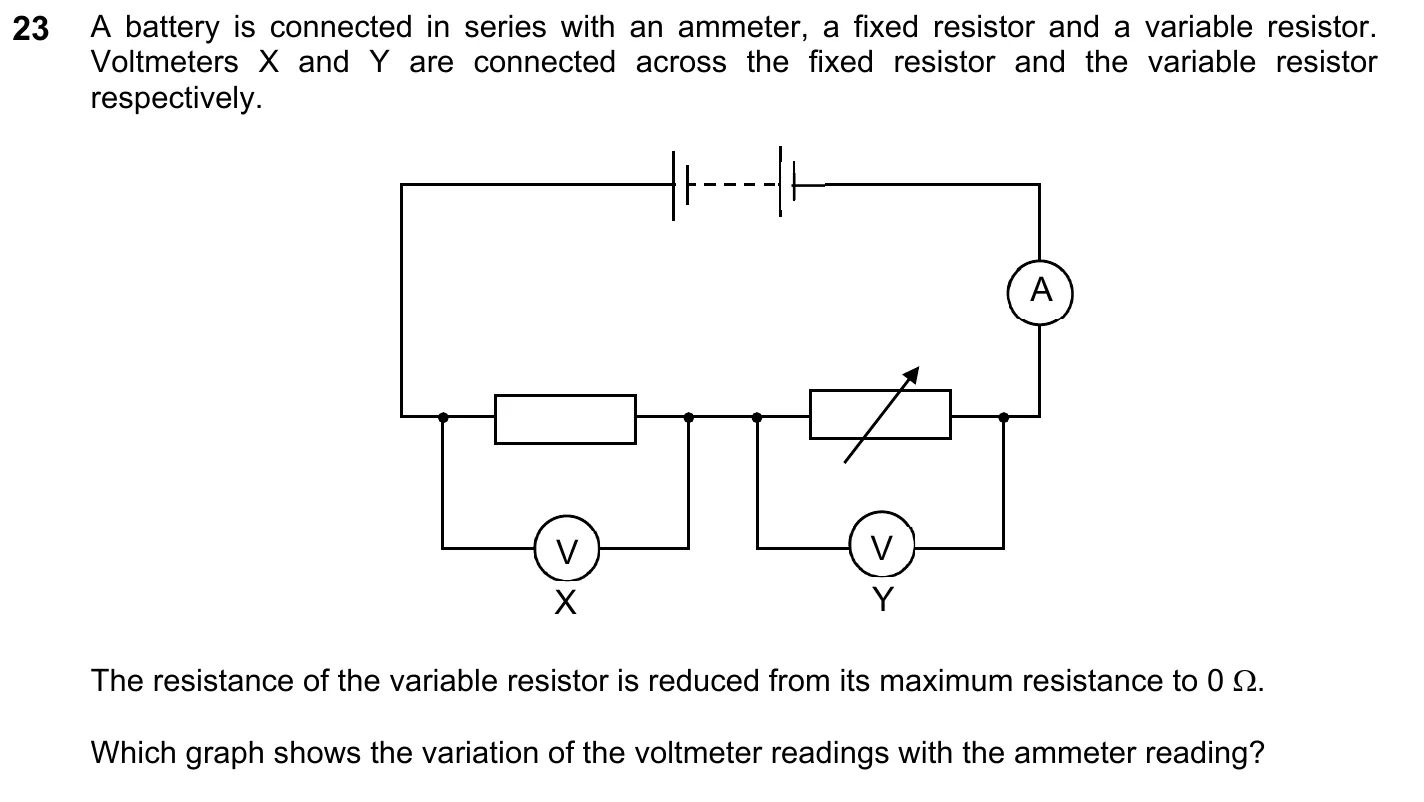 23 A battery is connected in series with an ammeter, a fixed resistor and a variable resistor.
Voltmeters X and Y are connected across the fixed resistor and the variable resistor
respectively.
A
V
V
X
Y
The resistance of the variable resistor is reduced from its maximum resistance to 0 Ω.
Which graph shows the variation of the voltmeter readings with the ammeter reading?